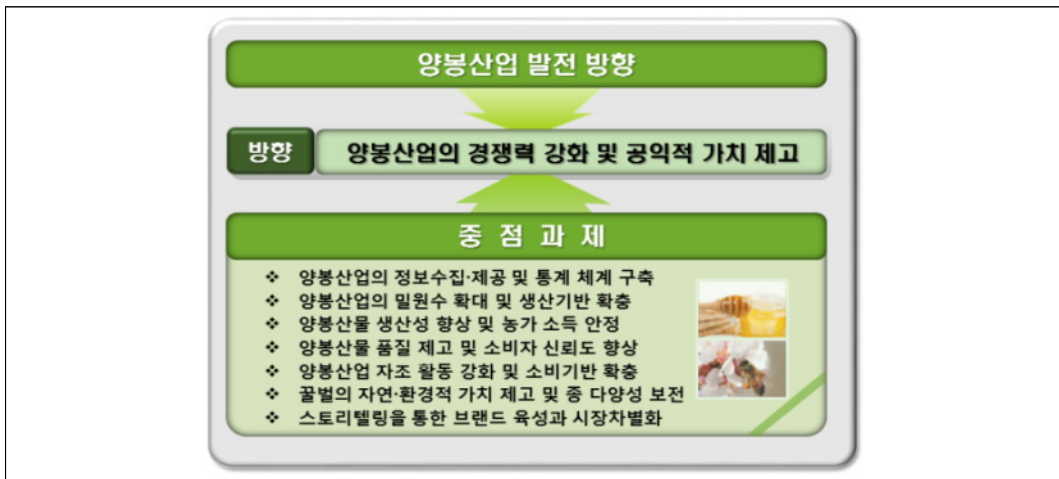 양봉산업 발전 방향
방향 양봉산업의 경쟁력 강화 및 공익적 가치 제고
중 점 과 제
❖ 양봉산업의 정보수집·제공 및 통계 체계 구축
❖ 양봉산업의 밀원수 확대 및 생산기반 확충
❖ 양봉산물 생산성 향상 및 농가 소득 안정
❖ 양봉산물 품질 제고 및 소비자 신뢰도 향상
❖ 양봉산업 자조 활동 강화 및 소비기반 확충
❖ 꿀벌의 자연·환경적 가치 제고 및 종 다양성 보전
❖ 스토리텔링을 통한 브랜드 육성과 시장차별화